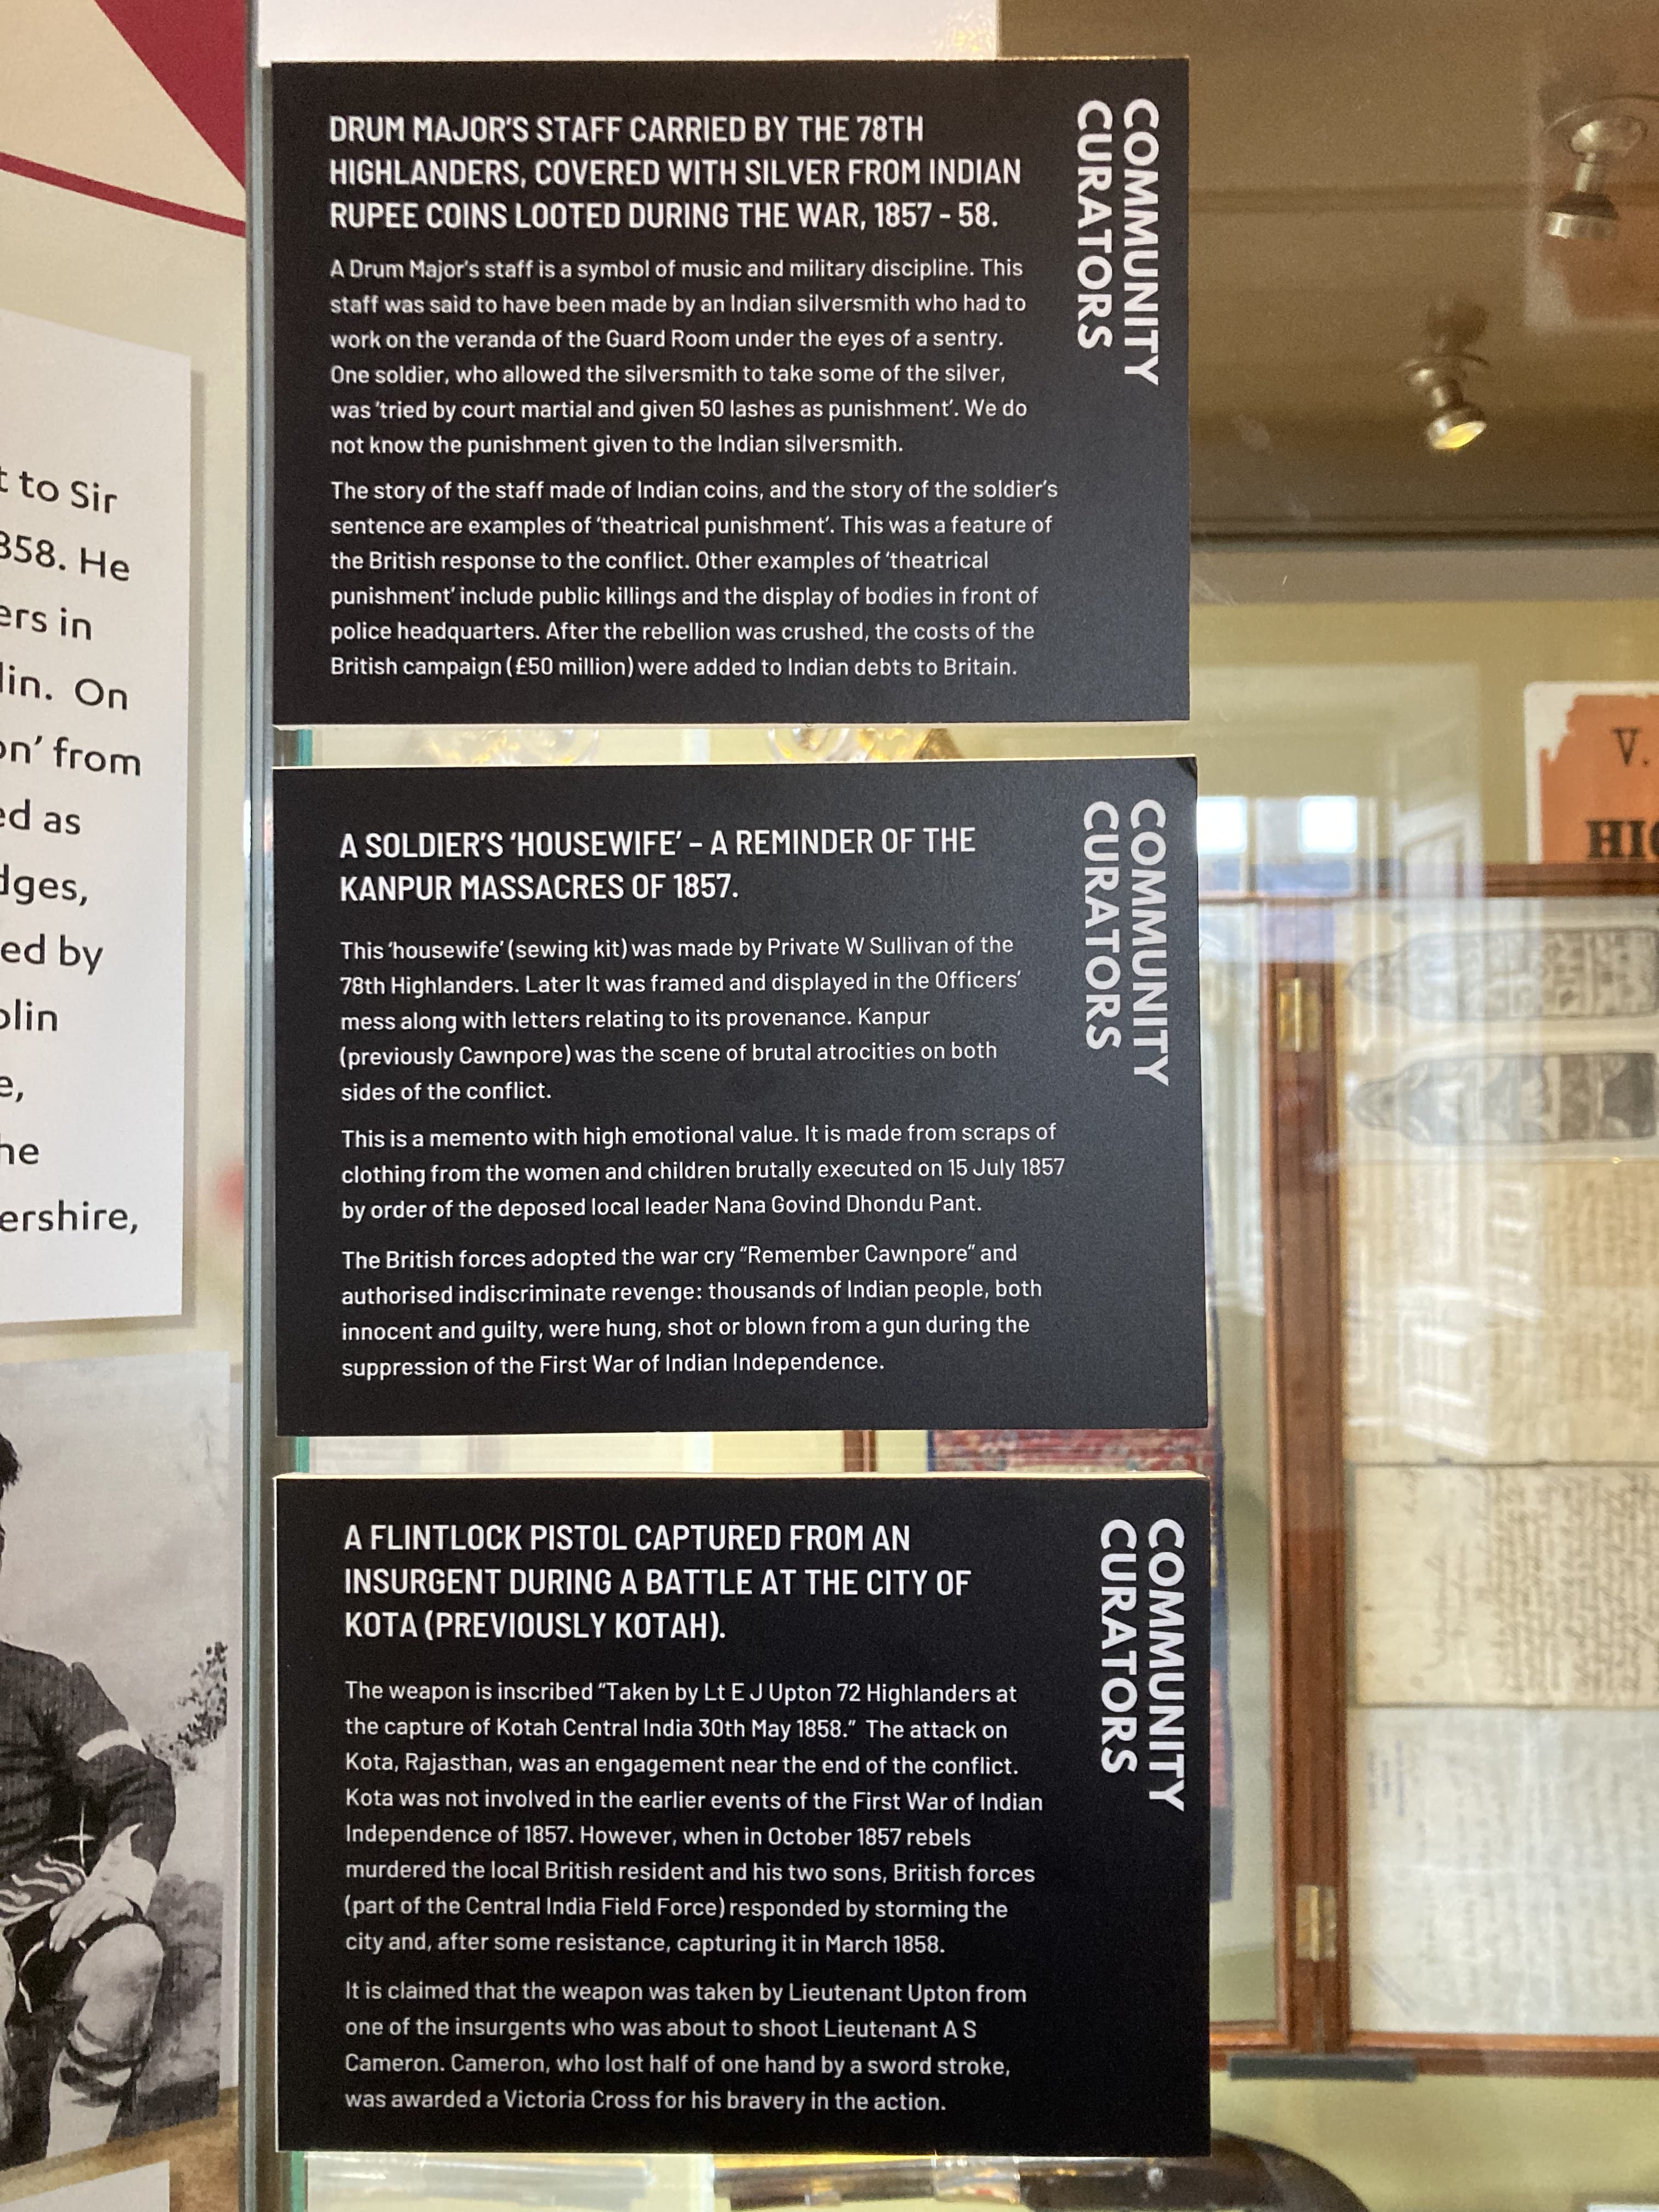 t to Sir
858. He
ers in
lin. On
on' from
ed as
dges,
ed by
olin
e,
he
ershire,
DRUM MAJOR'S STAFF CARRIED BY THE 78TH
HIGHLANDERS, COVERED WITH SILVER FROM INDIAN
RUPEE COINS LOOTED DURING THE WAR, 1857 - 58.
A Drum Major's staff is a symbol of music and military discipline. This
staff was said to have been made by an Indian silversmith who had to
work on the veranda of the Guard Room under the eyes of a sentry.
One soldier, who allowed the silversmith to take some of the silver,
was 'tried by court martial and given 50 lashes as punishment'. We do
not know the punishment given to the Indian silversmith.
The story of the staff made of Indian coins, and the story of the soldier's
sentence are examples of 'theatrical punishment'. This was a feature of
the British response to the conflict. Other examples of 'theatrical
punishment' include public killings and the display of bodies in front of
police headquarters. After the rebellion was crushed, the costs of the
British campaign (£50 million) were added to Indian debts to Britain.
COMMUNITY
CURATORS
A SOLDIER'S 'HOUSEWIFE' – A REMINDER OF THE
KANPUR MASSACRES OF 1857.
This 'housewife' (sewing kit) was made by Private W Sullivan of the
78th Highlanders. Later It was framed and displayed in the Officers'
mess along with letters relating to its provenance. Kanpur
(previously Cawnpore) was the scene of brutal atrocities on both
sides of the conflict.
This is a memento with high emotional value. It is made from scraps of
clothing from the women and children brutally executed on 15 July 1857
by order of the deposed local leader Nana Govind Dhondu Pant.
The British forces adopted the war cry "Remember Cawnpore" and
authorised indiscriminate revenge: thousands of Indian people, both
innocent and guilty, were hung, shot or blown from a gun during the
suppression of the First War of Indian Independence.
COMMUNITY
CURATORS
A FLINTLOCK PISTOL CAPTURED FROM AN
INSURGENT DURING A BATTLE AT THE CITY OF
KOTA (PREVIOUSLY KOTAH).
The weapon is inscribed "Taken by Lt E J Upton 72 Highlanders at
the capture of Kotah Central India 30th May 1858." The attack on
Kota, Rajasthan, was an engagement near the end of the conflict.
Kota was not involved in the earlier events of the First War of Indian
Independence of 1857. However, when in October 1857 rebels
murdered the local British resident and his two sons, British forces
(part of the Central India Field Force) responded by storming the
city and, after some resistance, capturing it in March 1858.
It is claimed that the weapon was taken by Lieutenant Upton from
one of the insurgents who was about to shoot Lieutenant A S
Cameron. Cameron, who lost half of one hand by a sword stroke,
was awarded a Victoria Cross for his bravery in the action.
COMMUNITY
CURATORS
V.
HIG